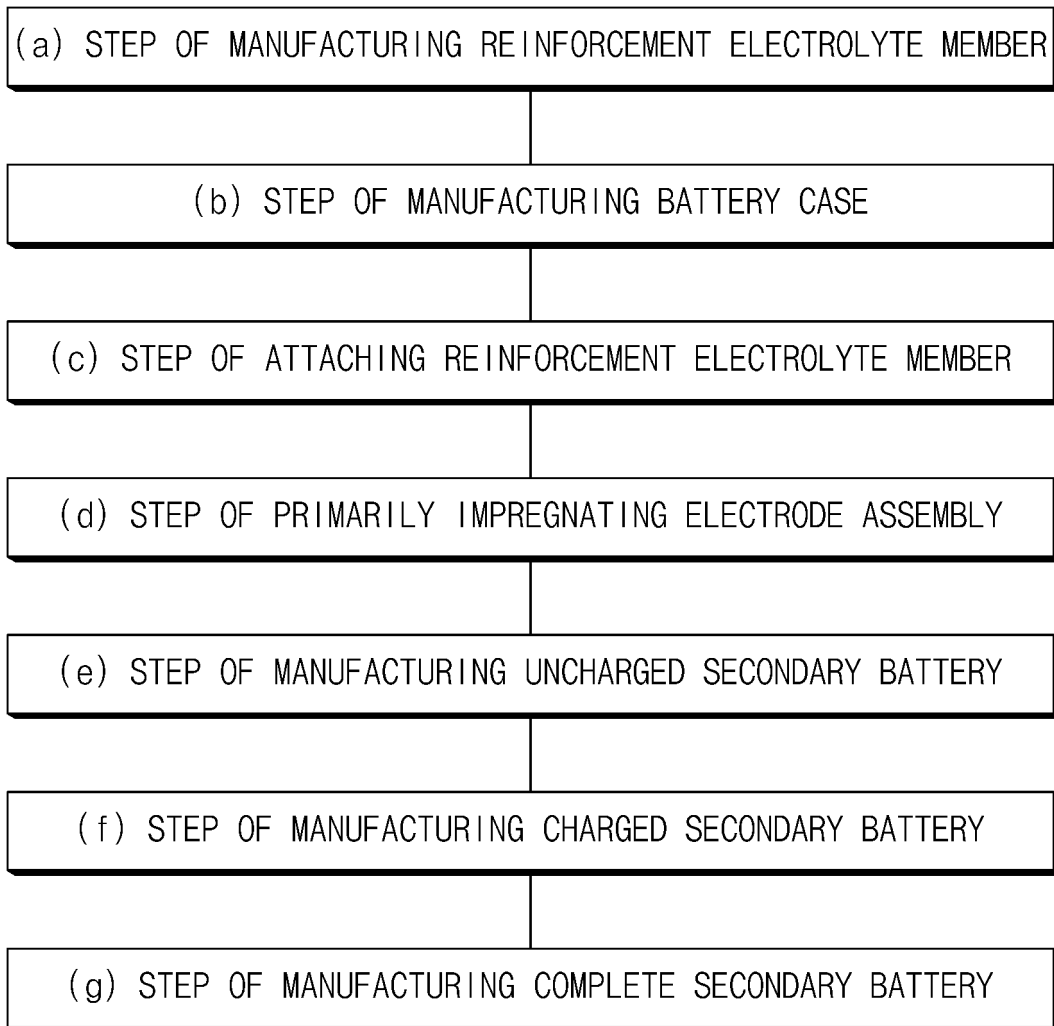 (a) STEP OF MANUFACTURING REINFORCEMENT ELECTROLYTE MEMBER
(b) STEP OF MANUFACTURING BATTERY CASE
(c) STEP OF ATTACHING REINFORCEMENT ELECTROLYTE MEMBER
(d) STEP OF PRIMARILY IMPREGNATING ELECTRODE ASSEMBLY
(e) STEP OF MANUFACTURING UNCHARGED SECONDARY BATTERY
(f) STEP OF MANUFACTURING CHARGED SECONDARY BATTERY
(g) STEP OF MANUFACTURING COMPLETE SECONDARY BATTERY